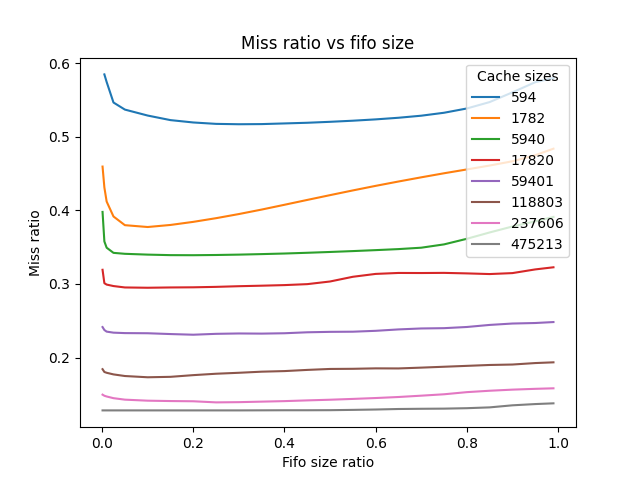 Miss ratio vs fifo size
Cache sizes
594
1782
5940
17820
59401
118803
237606
475213
Miss ratio
0.6
0.5
0.4
0.3
0.2
0.0 0.2 0.4 0.6 0.8 1.0
Fifo size ratio